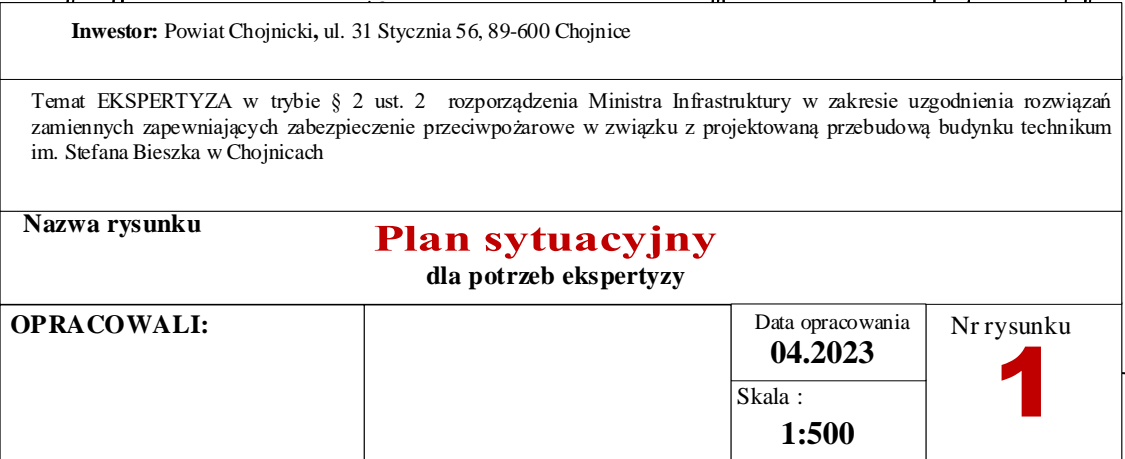 Inwestor: Powiat Chojnicki, ul. 31 Stycznia 56, 89-600 Chojnice
Temat EKSPERTYZA w trybie § 2 ust. 2 rozporządzenia Ministra Infrastruktury w zakresie uzgodnienia rozwiązań
zamiennych zapewniających zabezpieczenie przeciwpożarowe w związku z projektowaną przebudową budynku technikum
im. Stefana Bieszka w Chojnicach
Nazwa rysunku
Plan sytuacyjny
dla potrzeb ekspertyzy
OPRACOWALI:
Data opracowania
04.2023
Skala :
1:500
Nr rysunku
1